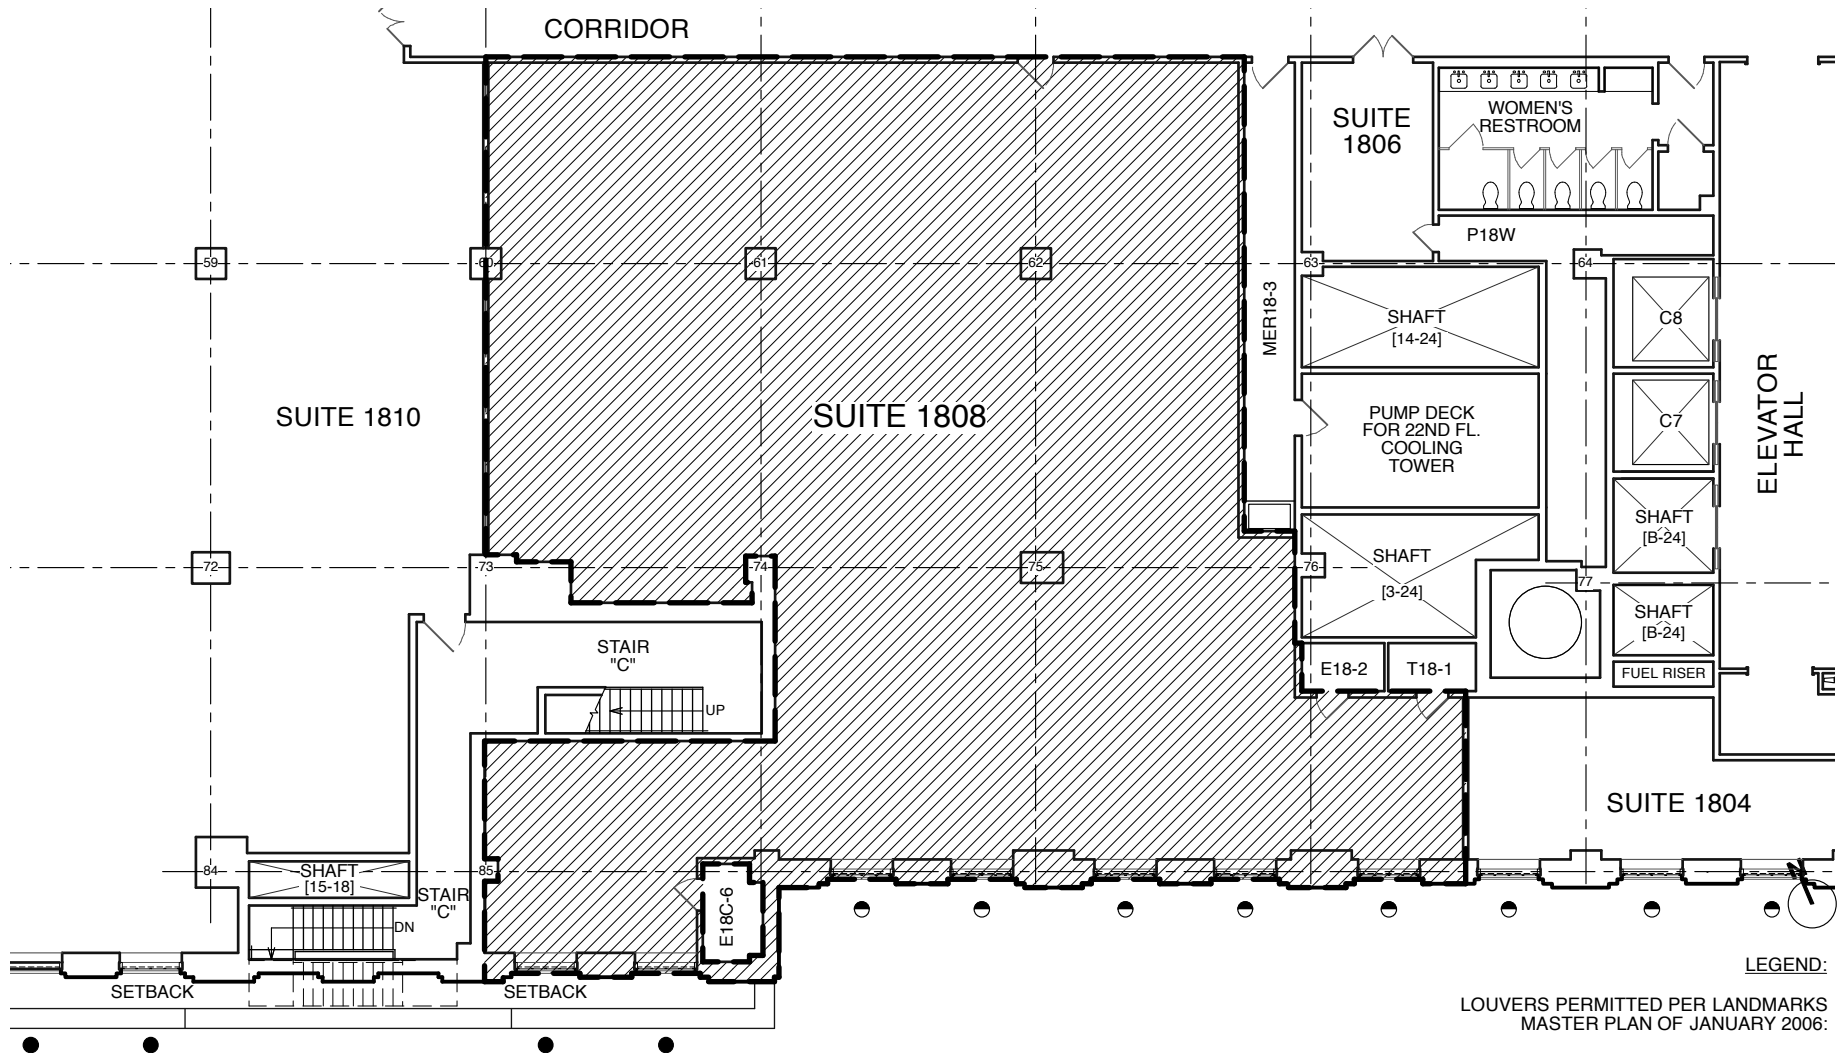 CORRIDOR
SUITE
1806
WOMEN'S
RESTROOM
P18W
59
60
61
62
63
64
MER18-3
SHAFT
[14-24]
C8
SUITE 1810
SUITE 1808
PUMP DECK
FOR 22ND FL.
COOLING
TOWER
C7
ELEVATOR
HALL
SHAFT
[B-24]
72
73
74
75
76
77
SHAFT
[3-24]
SHAFT
[B-24]
STAIR
"C"
UP
E18-2
T18-1
FUEL RISER
SUITE 1804
84
SHAFT
[15-18]
85
STAIR
"C"
DN
E18C-6
N
SETBACK
SETBACK
LEGEND:
LOUVERS PERMITTED PER LANDMARKS
MASTER PLAN OF JANUARY 2006: